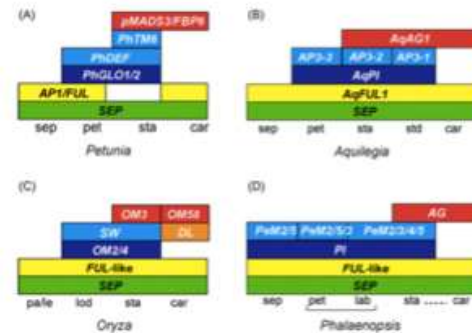 (A)
pMADS3/FBP6
PhTM6
PhDEF
PhGLO1/2
AP1/FUL
SEP
sep pet sta car
Petunia
(B)
AqAG1
AP3-3 AP3-2 AP3-1
AqPI
AqFUL1
SEP
sep pet sta std car
Aquilegia
(C)
OM3 OM58
SW DL
OM2/4
FUL-like
SEP
pa/le lod sta car
Oryza
(D)
AG
PeM2/5 PeM2/5/3 PeM2/3/4/5
PI
FUL-like
SEP
sep pet lab sta car
Phalaenopsis